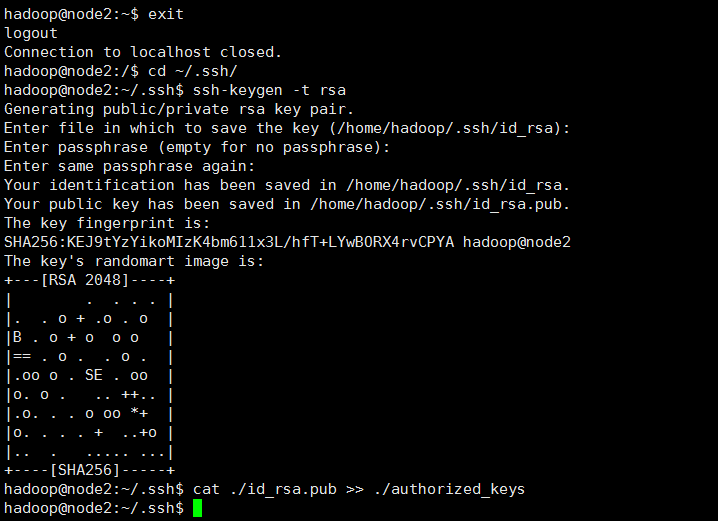 hadoop@node2:~$ exit
logout
Connection to localhost closed.
hadoop@node2:/$ cd ~/.ssh/
hadoop@node2:~/.ssh$ ssh-keygen -t rsa
Generating public/private rsa key pair.
Enter file in which to save the key (/home/hadoop/.ssh/id_rsa):
Enter passphrase (empty for no passphrase):
Enter same passphrase again:
Your identification has been saved in /home/hadoop/.ssh/id_rsa.
Your public key has been saved in /home/hadoop/.ssh/id_rsa.pub.
The key fingerprint is:
SHA256:KEJ9tYzYikoMIzK4bm611x3L/hfT+LYwBORX4rvCPYA hadoop@node2
The key's randomart image is:
+---[RSA 2048]----+
|        .  . . . |
|.  . o + .o . o  |
|B . o + o  o o   |
|== . o .  . o .  |
|.oo o . SE . oo  |
|o. o .   .. ++.. |
|.o. . . o oo *+  |
|o. . . . +  ..+o |
|..  .   ..... ...|
+----[SHA256]-----+
hadoop@node2:~/.ssh$ cat ./id_rsa.pub >> ./authorized_keys
hadoop@node2:~/.ssh$